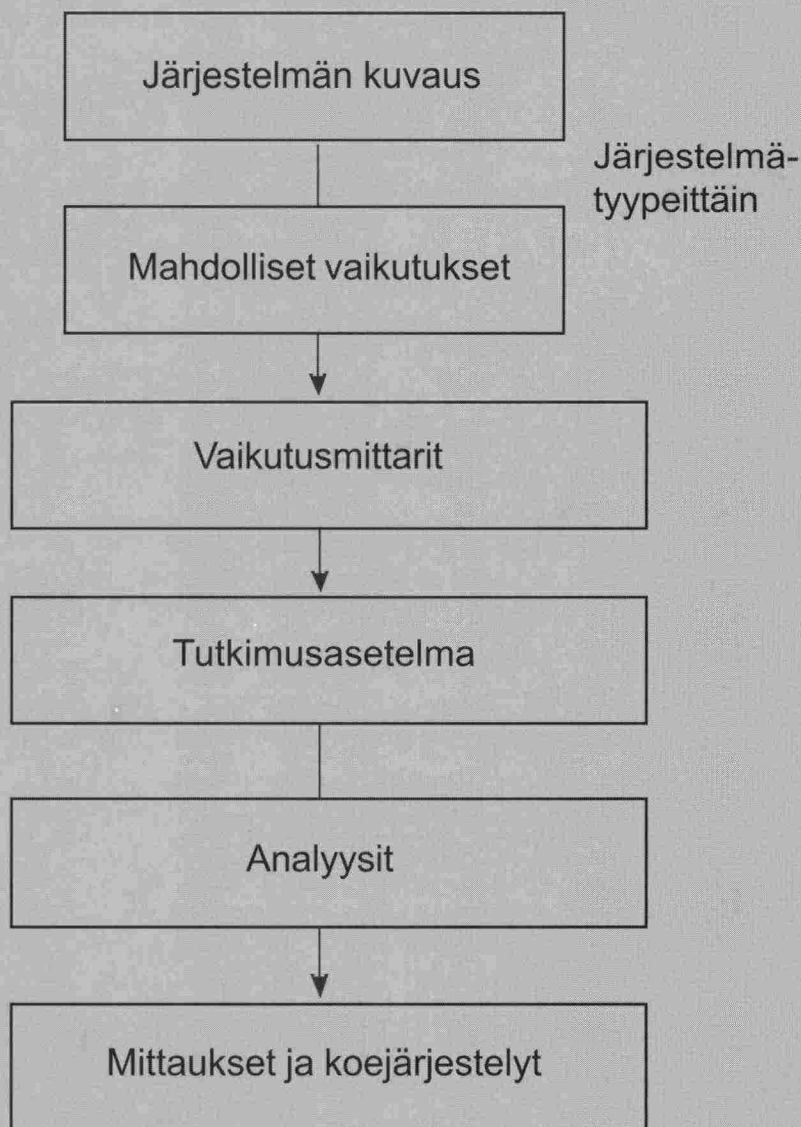 Järjestelmän kuvaus
Järjestelmä-
tyypeittäin
Mahdolliset vaikutukset
Vaikutusmittarit
Tutkimusasetelma
Analyysit
Mittaukset ja koejärjestelyt